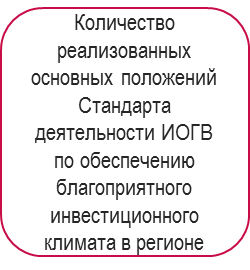 Количество
реализованных
основных положений
Стандарта
деятельности ИОГВ
по обеспечению
благоприятного
инвестиционного
климата в регионе